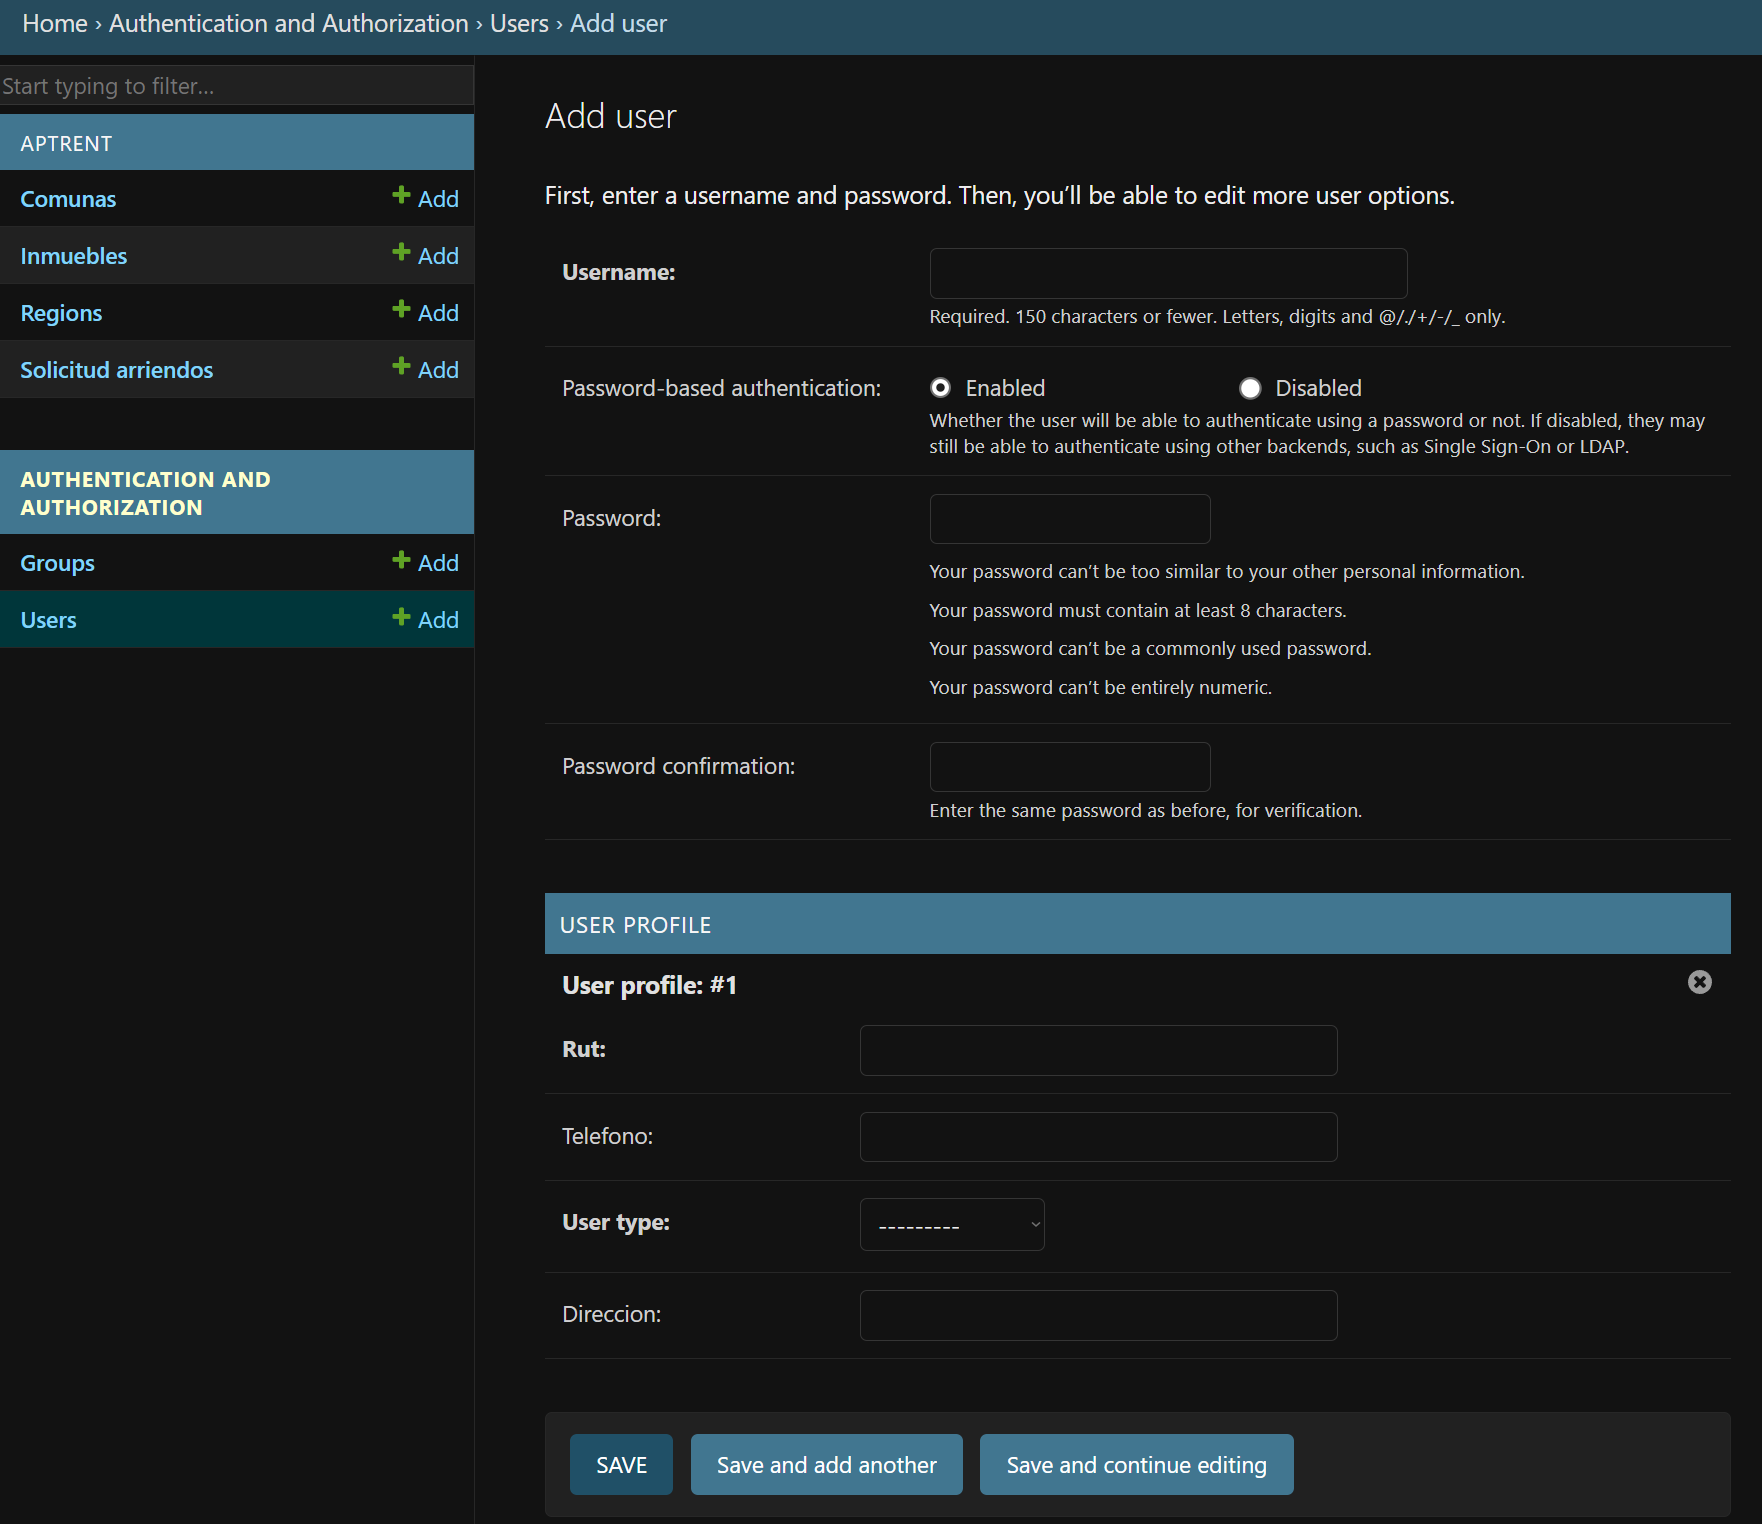 Home › Authentication and Authorization › Users › Add user
Start typing to filter...
APTRENT
Comunas Add
Inmuebles Add
Regions Add
Solicitud arriendos Add
AUTHENTICATION AND
AUTHORIZATION
Groups Add
Users Add
Add user
First, enter a username and password. Then, you’ll be able to edit more user options.
Username:
Required. 150 characters or fewer. Letters, digits and @/./+/-/_ only.
Password-based authentication: Enabled Disabled
Whether the user will be able to authenticate using a password or not. If disabled, they may
still be able to authenticate using other backends, such as Single Sign-On or LDAP.
Password:
Your password can’t be too similar to your other personal information.
Your password must contain at least 8 characters.
Your password can’t be a commonly used password.
Your password can’t be entirely numeric.
Password confirmation:
Enter the same password as before, for verification.
USER PROFILE
User profile: #1
Rut:
Telefono:
User type: ---------
Direccion:
SAVE Save and add another Save and continue editing